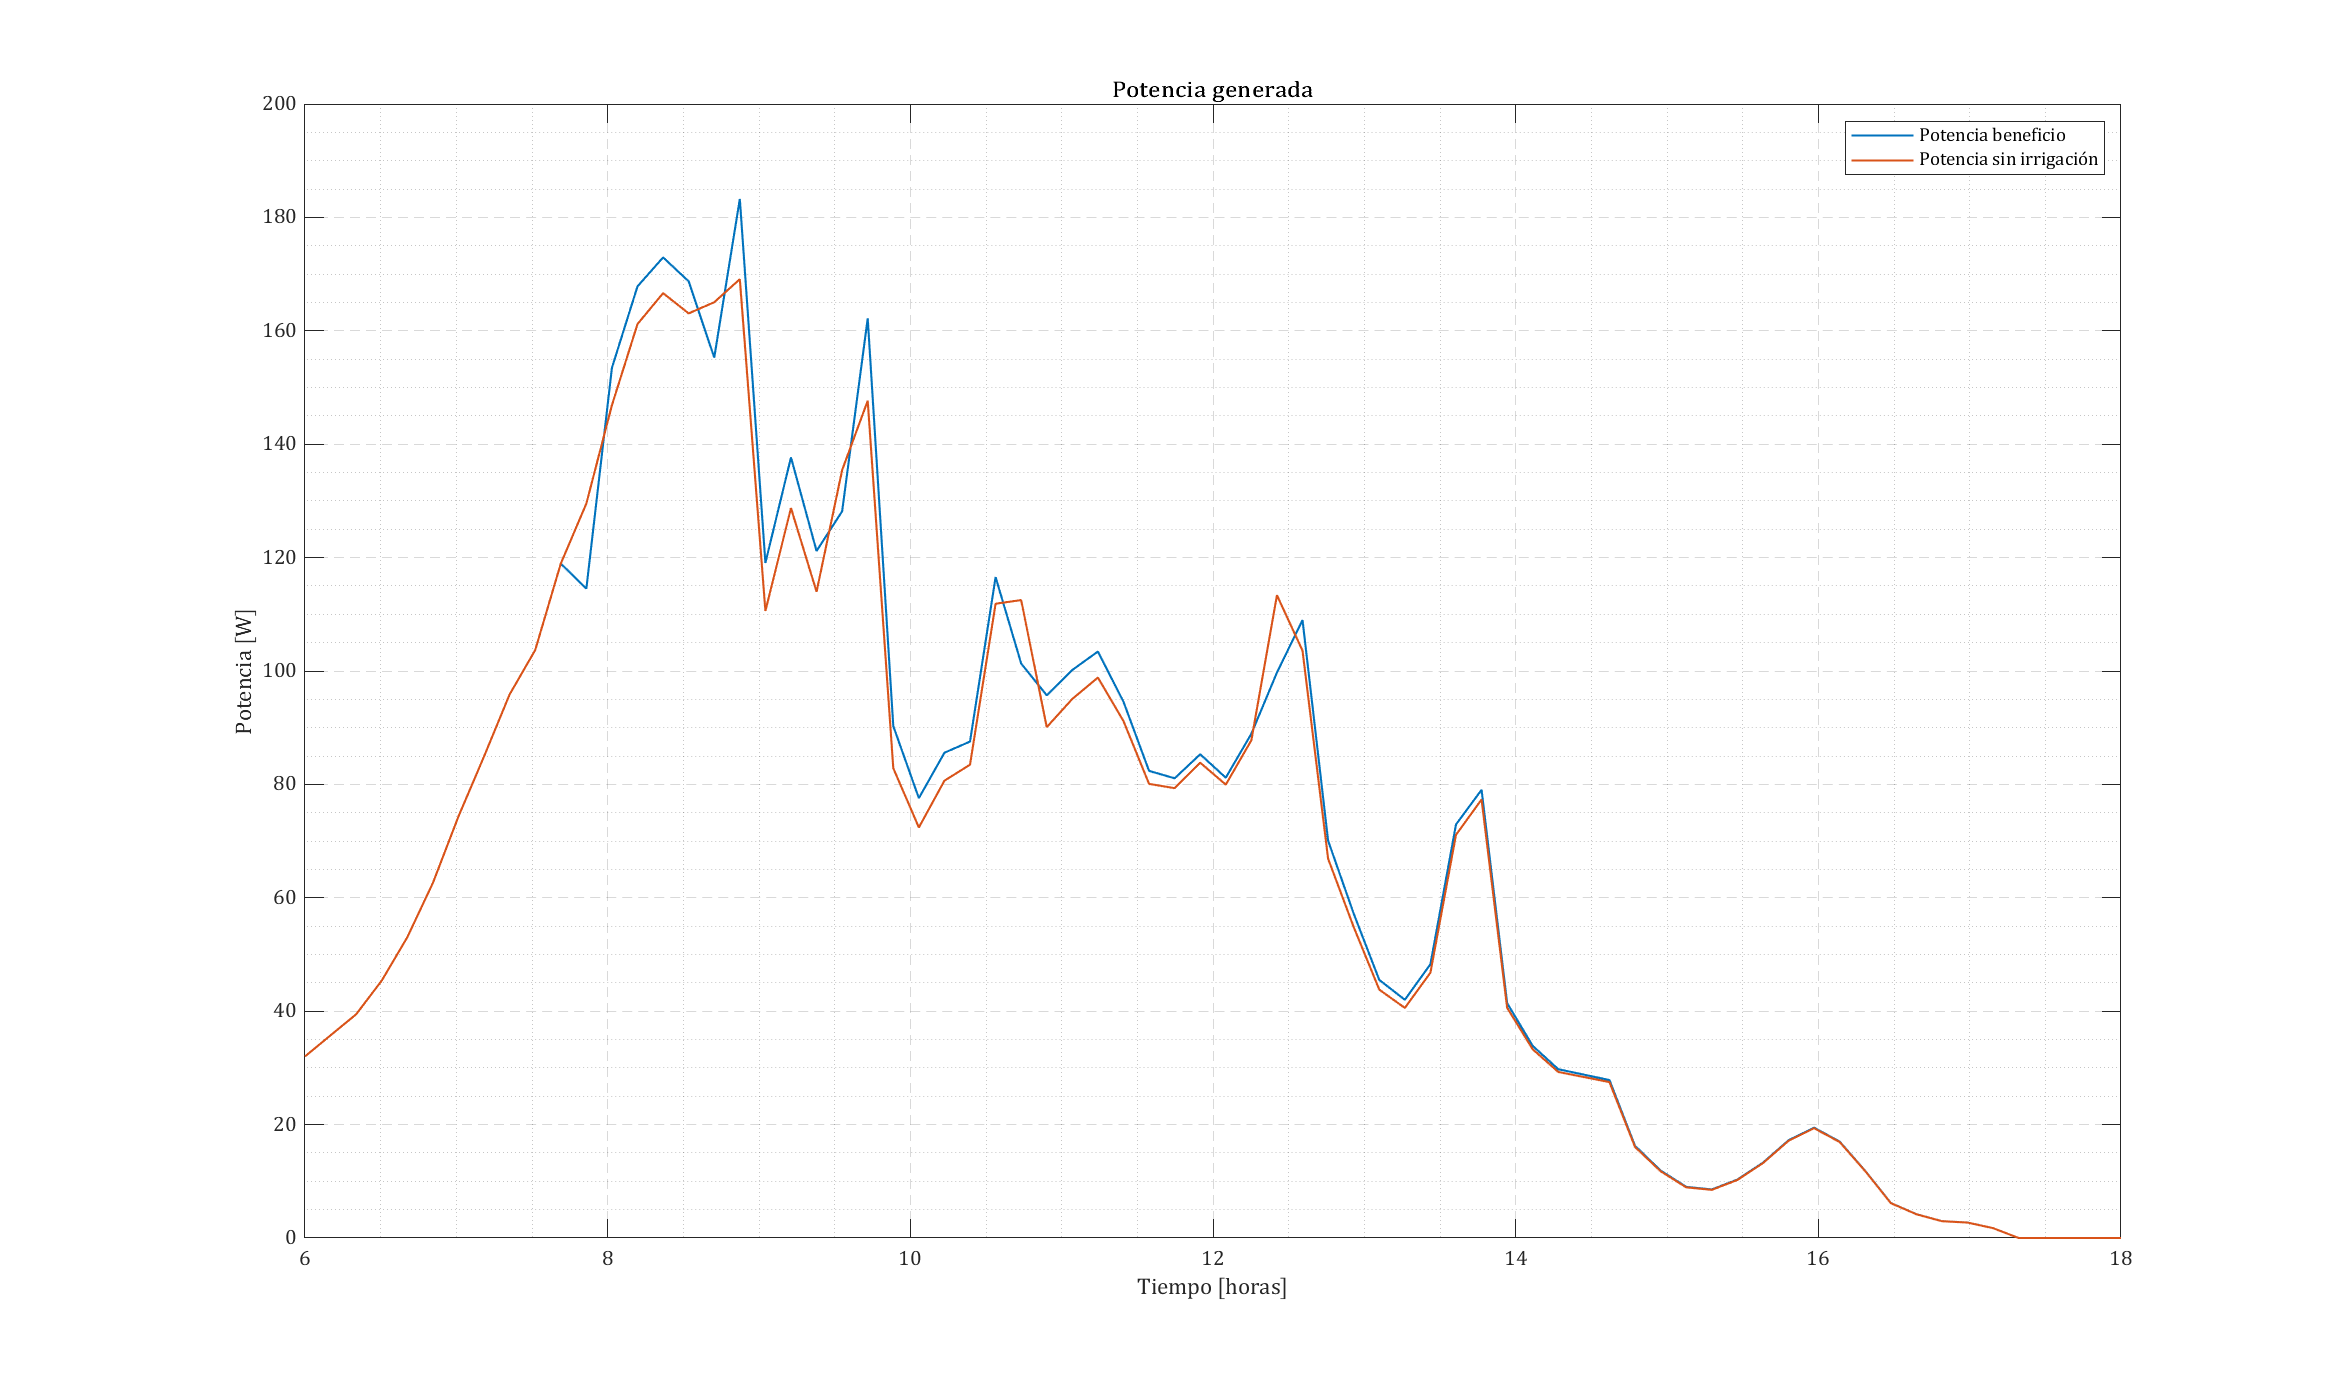 Potencia generada
200
180
160
140
120
100
80
60
40
20
0
Potencia [W]
Potencia beneficio
Potencia sin irrigación
6 8 10 12 14 16 18
Tiempo [horas]